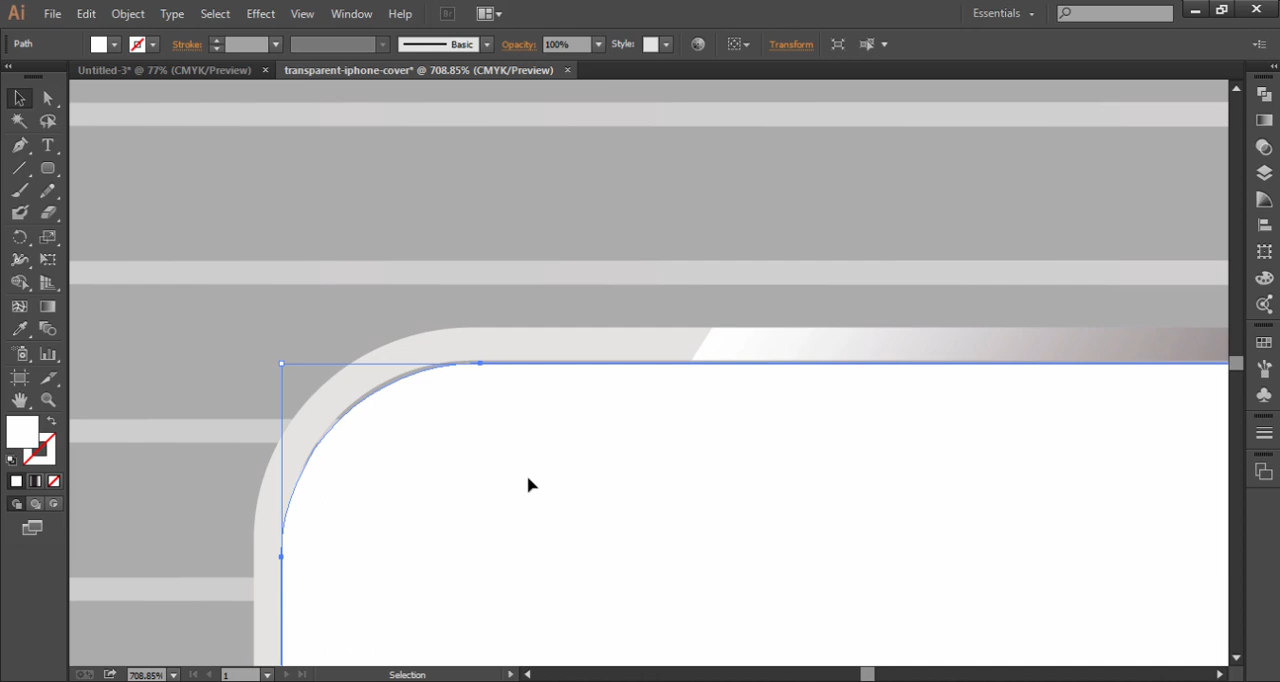 Ai File Edit Object Type Select Effect View Window Help Br Essentials
Path Stroke: Basic Opacity: 100% Style: Transform
Untitled-3* @ 77% (CMYK/Preview) × transparent-iphone-cover* @ 708.85% (CMYK/Preview) ×
T
708.85% 1 Selection